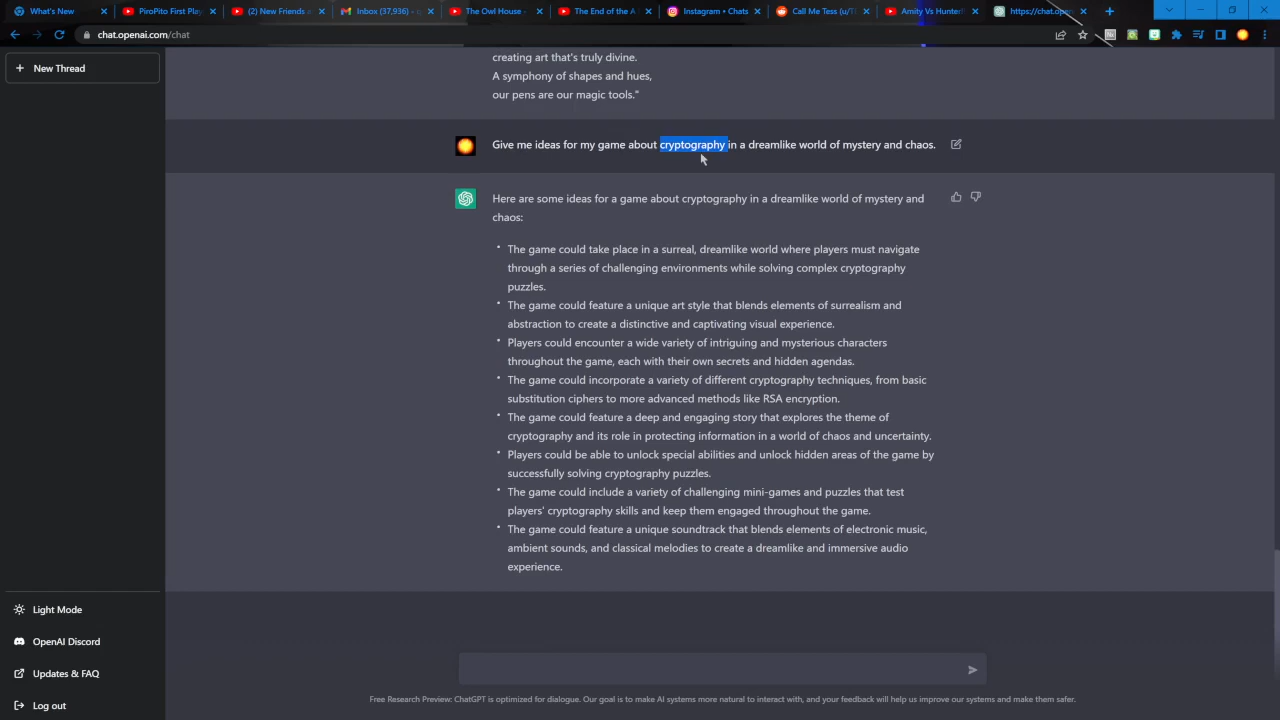 What's New
PiroPito First Play
(2) New Friends a
Inbox (37,936) -
The Owl House -
The End of the A
Instagram • Chats
Call Me Tess (u/T
Amity Vs Hunter
https://chat.open
chat.openai.com/chat
New Thread
creating art that's truly divine.
A symphony of shapes and hues,
our pens are our magic tools."
Give me ideas for my game about cryptography in a dreamlike world of mystery and chaos.
Here are some ideas for a game about cryptography in a dreamlike world of mystery and
chaos:
• The game could take place in a surreal, dreamlike world where players must navigate
through a series of challenging environments while solving complex cryptography
puzzles.
• The game could feature a unique art style that blends elements of surrealism and
abstraction to create a distinctive and captivating visual experience.
• Players could encounter a wide variety of intriguing and mysterious characters
throughout the game, each with their own secrets and hidden agendas.
• The game could incorporate a variety of different cryptography techniques, from basic
substitution ciphers to more advanced methods like RSA encryption.
• The game could feature a deep and engaging story that explores the theme of
cryptography and its role in protecting information in a world of chaos and uncertainty.
• Players could be able to unlock special abilities and unlock hidden areas of the game by
successfully solving cryptography puzzles.
• The game could include a variety of challenging mini-games and puzzles that test
players' cryptography skills and keep them engaged throughout the game.
• The game could feature a unique soundtrack that blends elements of electronic music,
ambient sounds, and classical melodies to create a dreamlike and immersive audio
experience.
Light Mode
OpenAI Discord
Updates & FAQ
Log out
Free Research Preview: ChatGPT is optimized for dialogue. Our goal is to make AI systems more natural to interact with, and your feedback will help us improve our systems and make them safer.